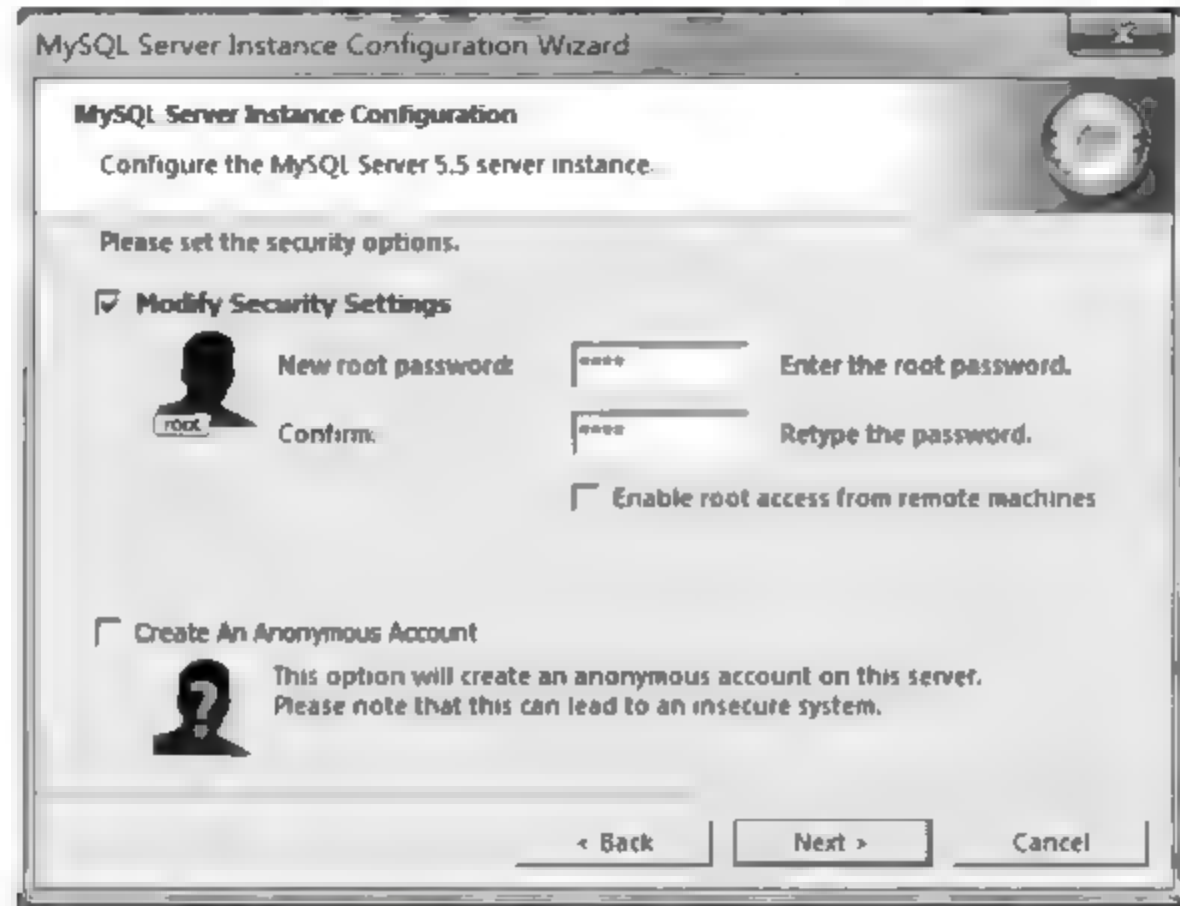 MySQL Server Instance Configuration Wizard
MySQL Server Instance Configuration
Configure the MySQL Server 5.5 server instance.
Please set the security options.
Modify Security Settings
New root password: **** Enter the root password.
root
Confirm: **** Retype the password.
Enable root access from remote machines
Create An Anonymous Account
This option will create an anonymous account on this server.
Please note that this can lead to an insecure system.
< Back Next > Cancel